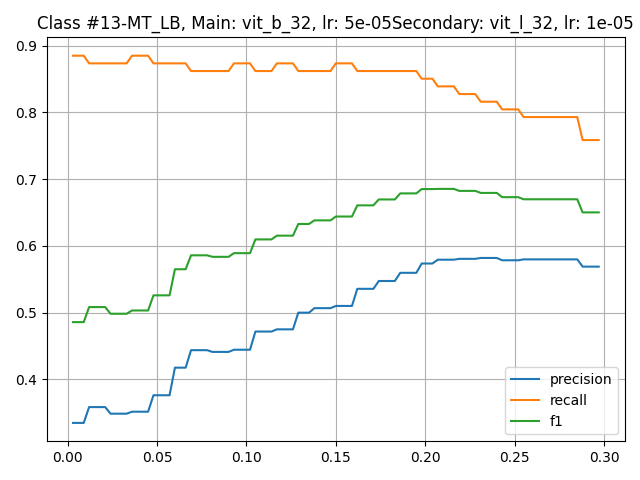 Class #13-MT_LB, Main: vit_b_32, lr: 5e-05Secondary: vit_l_32, lr: 1e-05
0.9
0.8
0.7
0.6
0.5
0.4
precision
recall
f1
0.00 0.05 0.10 0.15 0.20 0.25 0.30